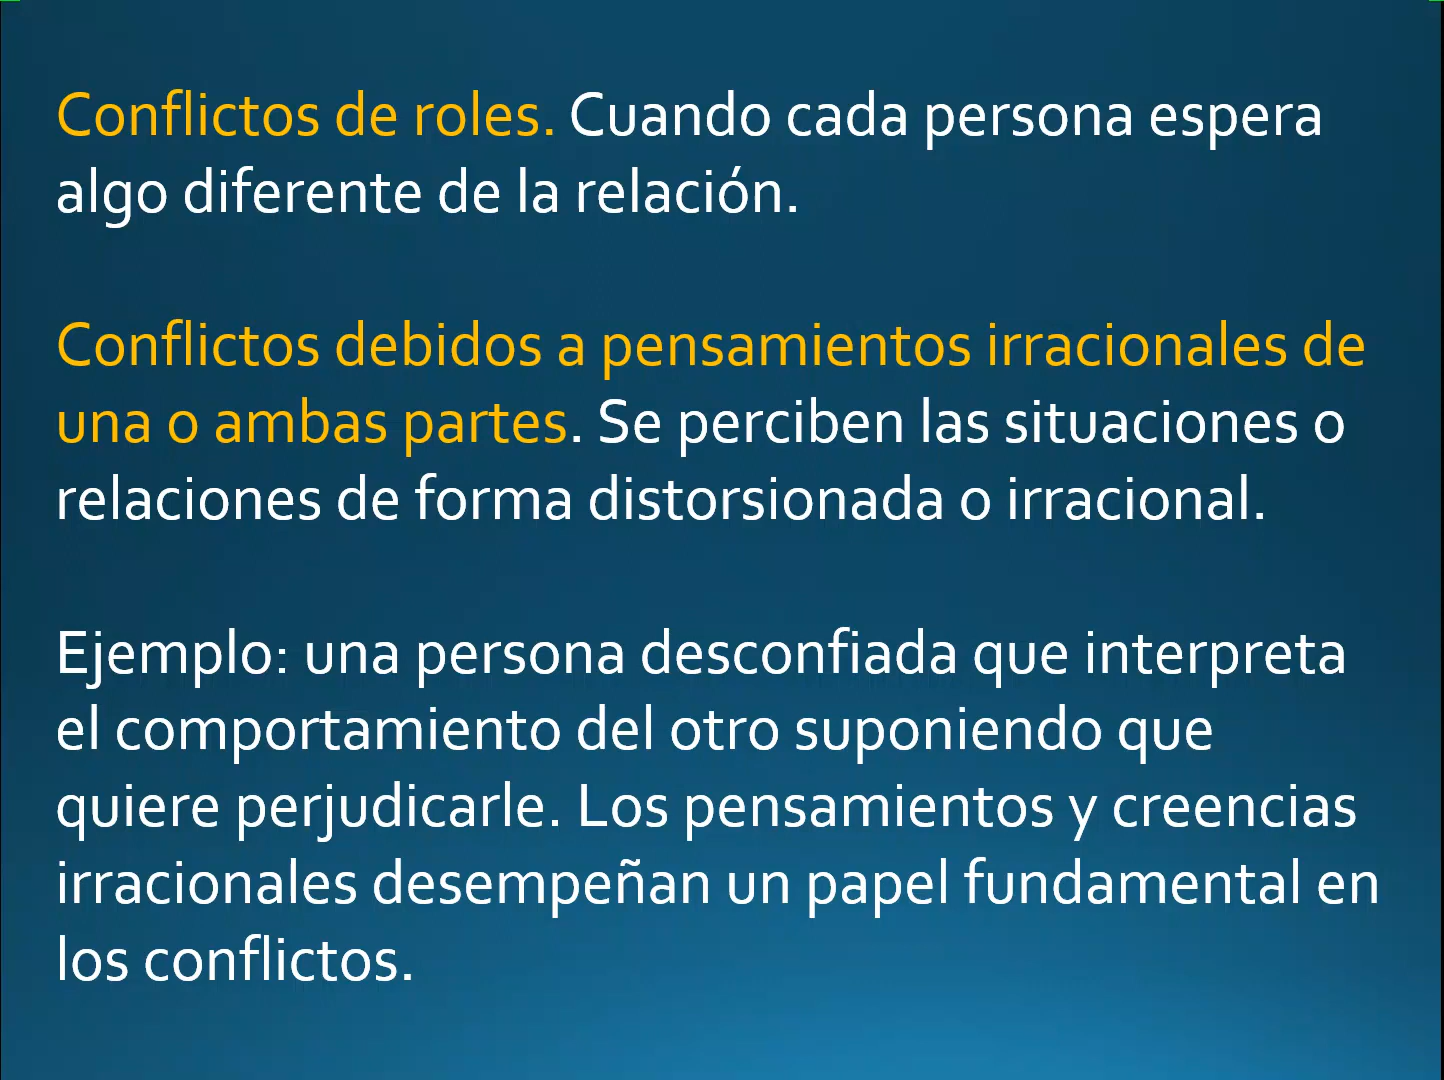 Conflictos de roles. Cuando cada persona espera
algo diferente de la relación.
Conflictos debidos a pensamientos irracionales de
una o ambas partes. Se perciben las situaciones o
relaciones de forma distorsionada o irracional.
Ejemplo: una persona desconfiada que interpreta
el comportamiento del otro suponiendo que
quiere perjudicarle. Los pensamientos y creencias
irracionales desempeñan un papel fundamental en
los conflictos.